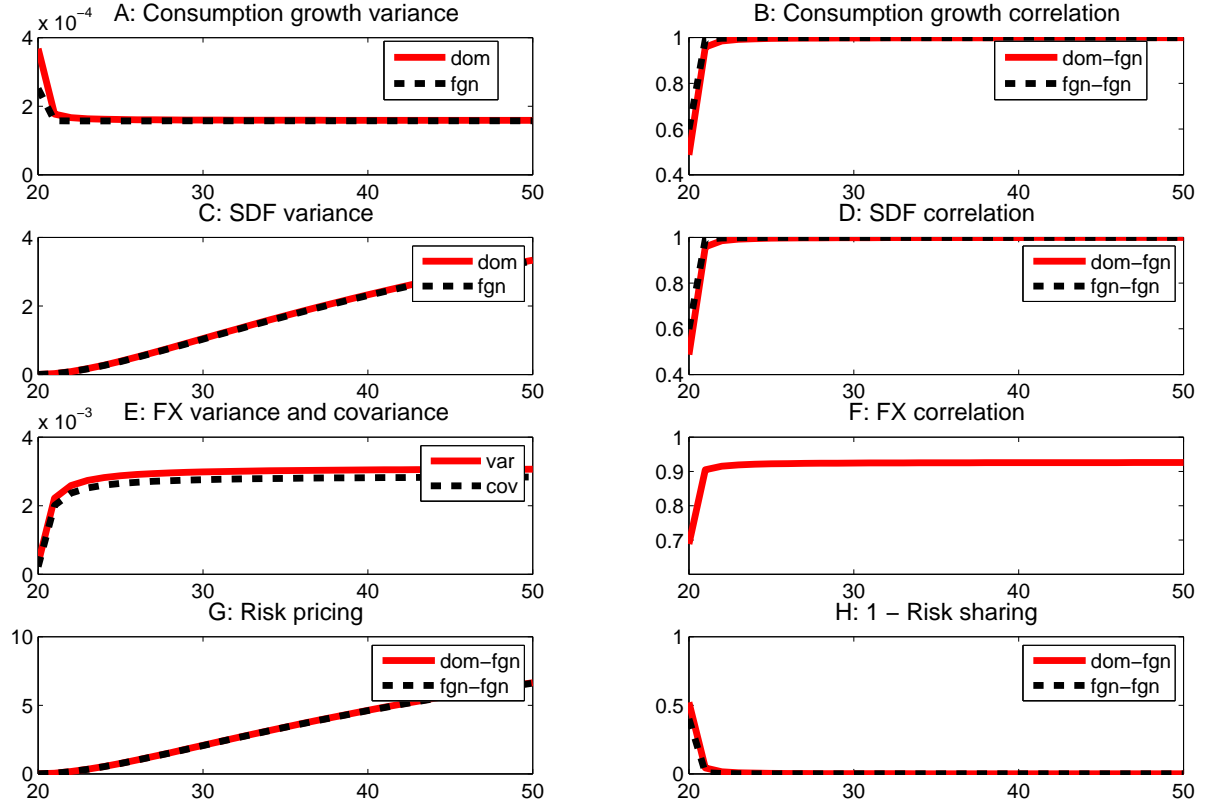 A: Consumption growth variance
x 10−4
4
2
0
20
30
40
50
dom
fgn
B: Consumption growth correlation
1
0.8
0.6
0.4
20
30
40
50
dom−fgn
fgn−fgn
C: SDF variance
4
2
0
20
30
40
50
dom
fgn
D: SDF correlation
1
0.8
0.6
0.4
20
30
40
50
dom−fgn
fgn−fgn
E: FX variance and covariance
x 10−3
4
2
0
20
30
40
50
var
cov
F: FX correlation
1
0.9
0.8
0.7
20
30
40
50
G: Risk pricing
10
5
0
20
30
40
50
dom−fgn
fgn−fgn
H: 1 − Risk sharing
1
0.5
0
20
30
40
50
dom−fgn
fgn−fgn